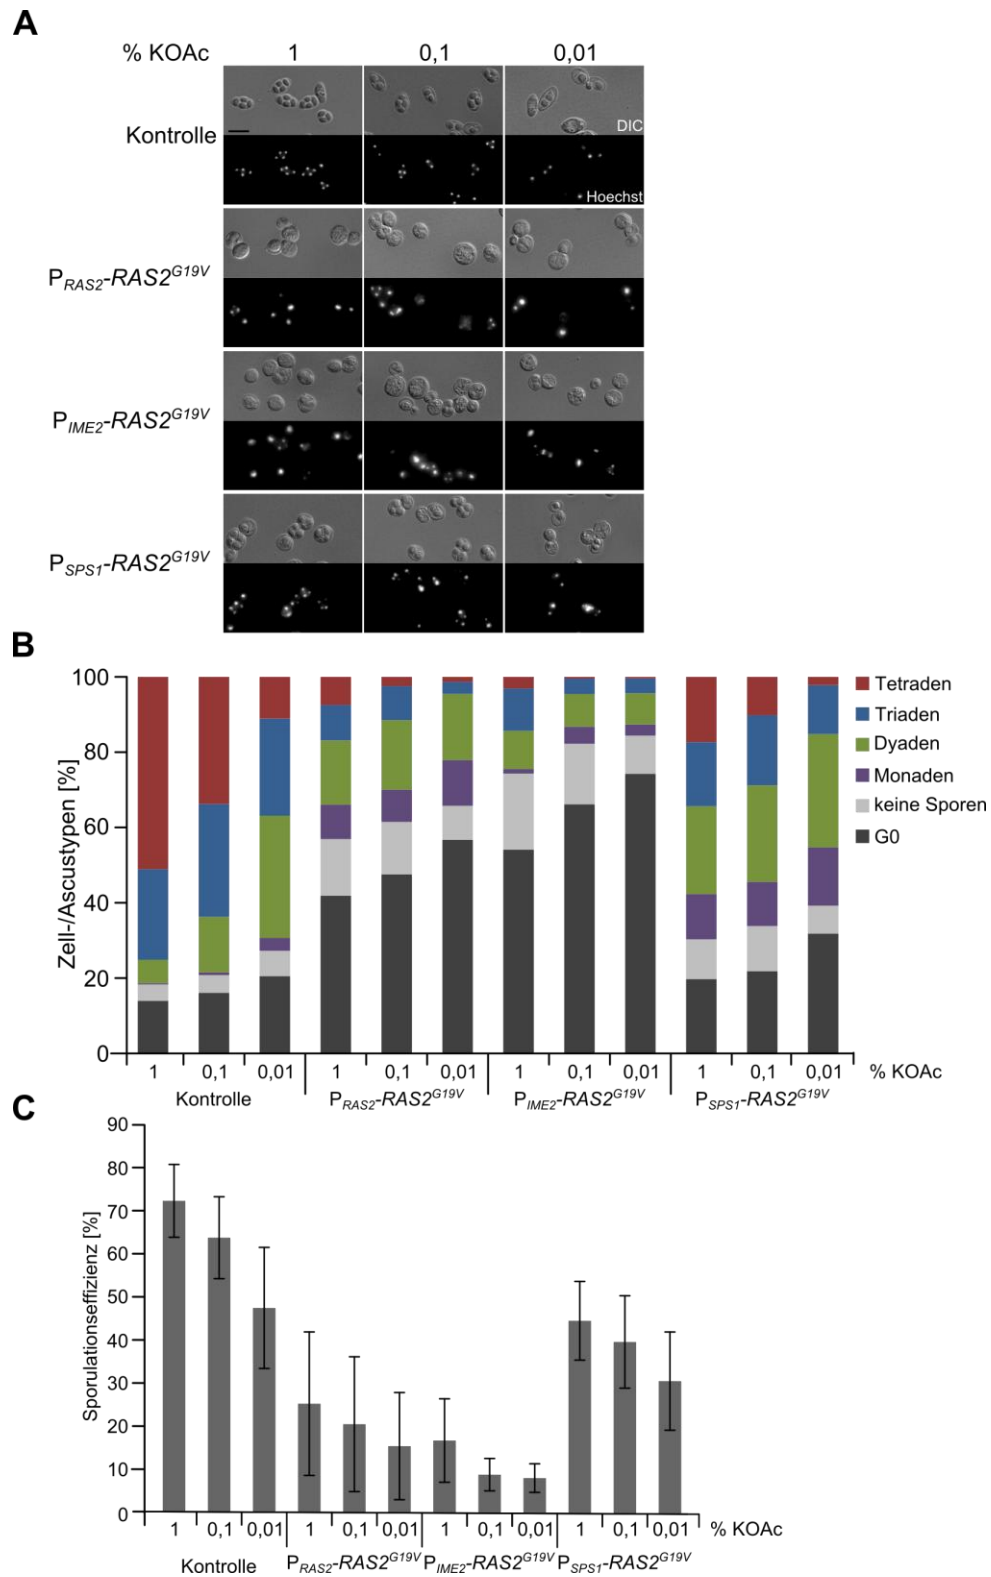 A
% KOAc 1 0,1 0,01
Kontrolle
DIC
Hoechst
PRAS2-RAS2G19V
PIME2-RAS2G19V
PSPS1-RAS2G19V
B
Zell-/Ascustypen [%]
100
80
60
40
20
0
Tetraden
Triaden
Dyaden
Monaden
keine Sporen
G0
1 0,1 0,01 1 0,1 0,01 1 0,1 0,01 1 0,1 0,01 % KOAc
Kontrolle PRAS2-RAS2G19V PIME2-RAS2G19V PSPS1-RAS2G19V
C
Sporulationseffizienz [%]
90
80
70
60
50
40
30
20
10
0
1 0,1 0,01 1 0,1 0,01 1 0,1 0,01 1 0,1 0,01 % KOAc
Kontrolle PRAS2-RAS2G19V PIME2-RAS2G19V PSPS1-RAS2G19V